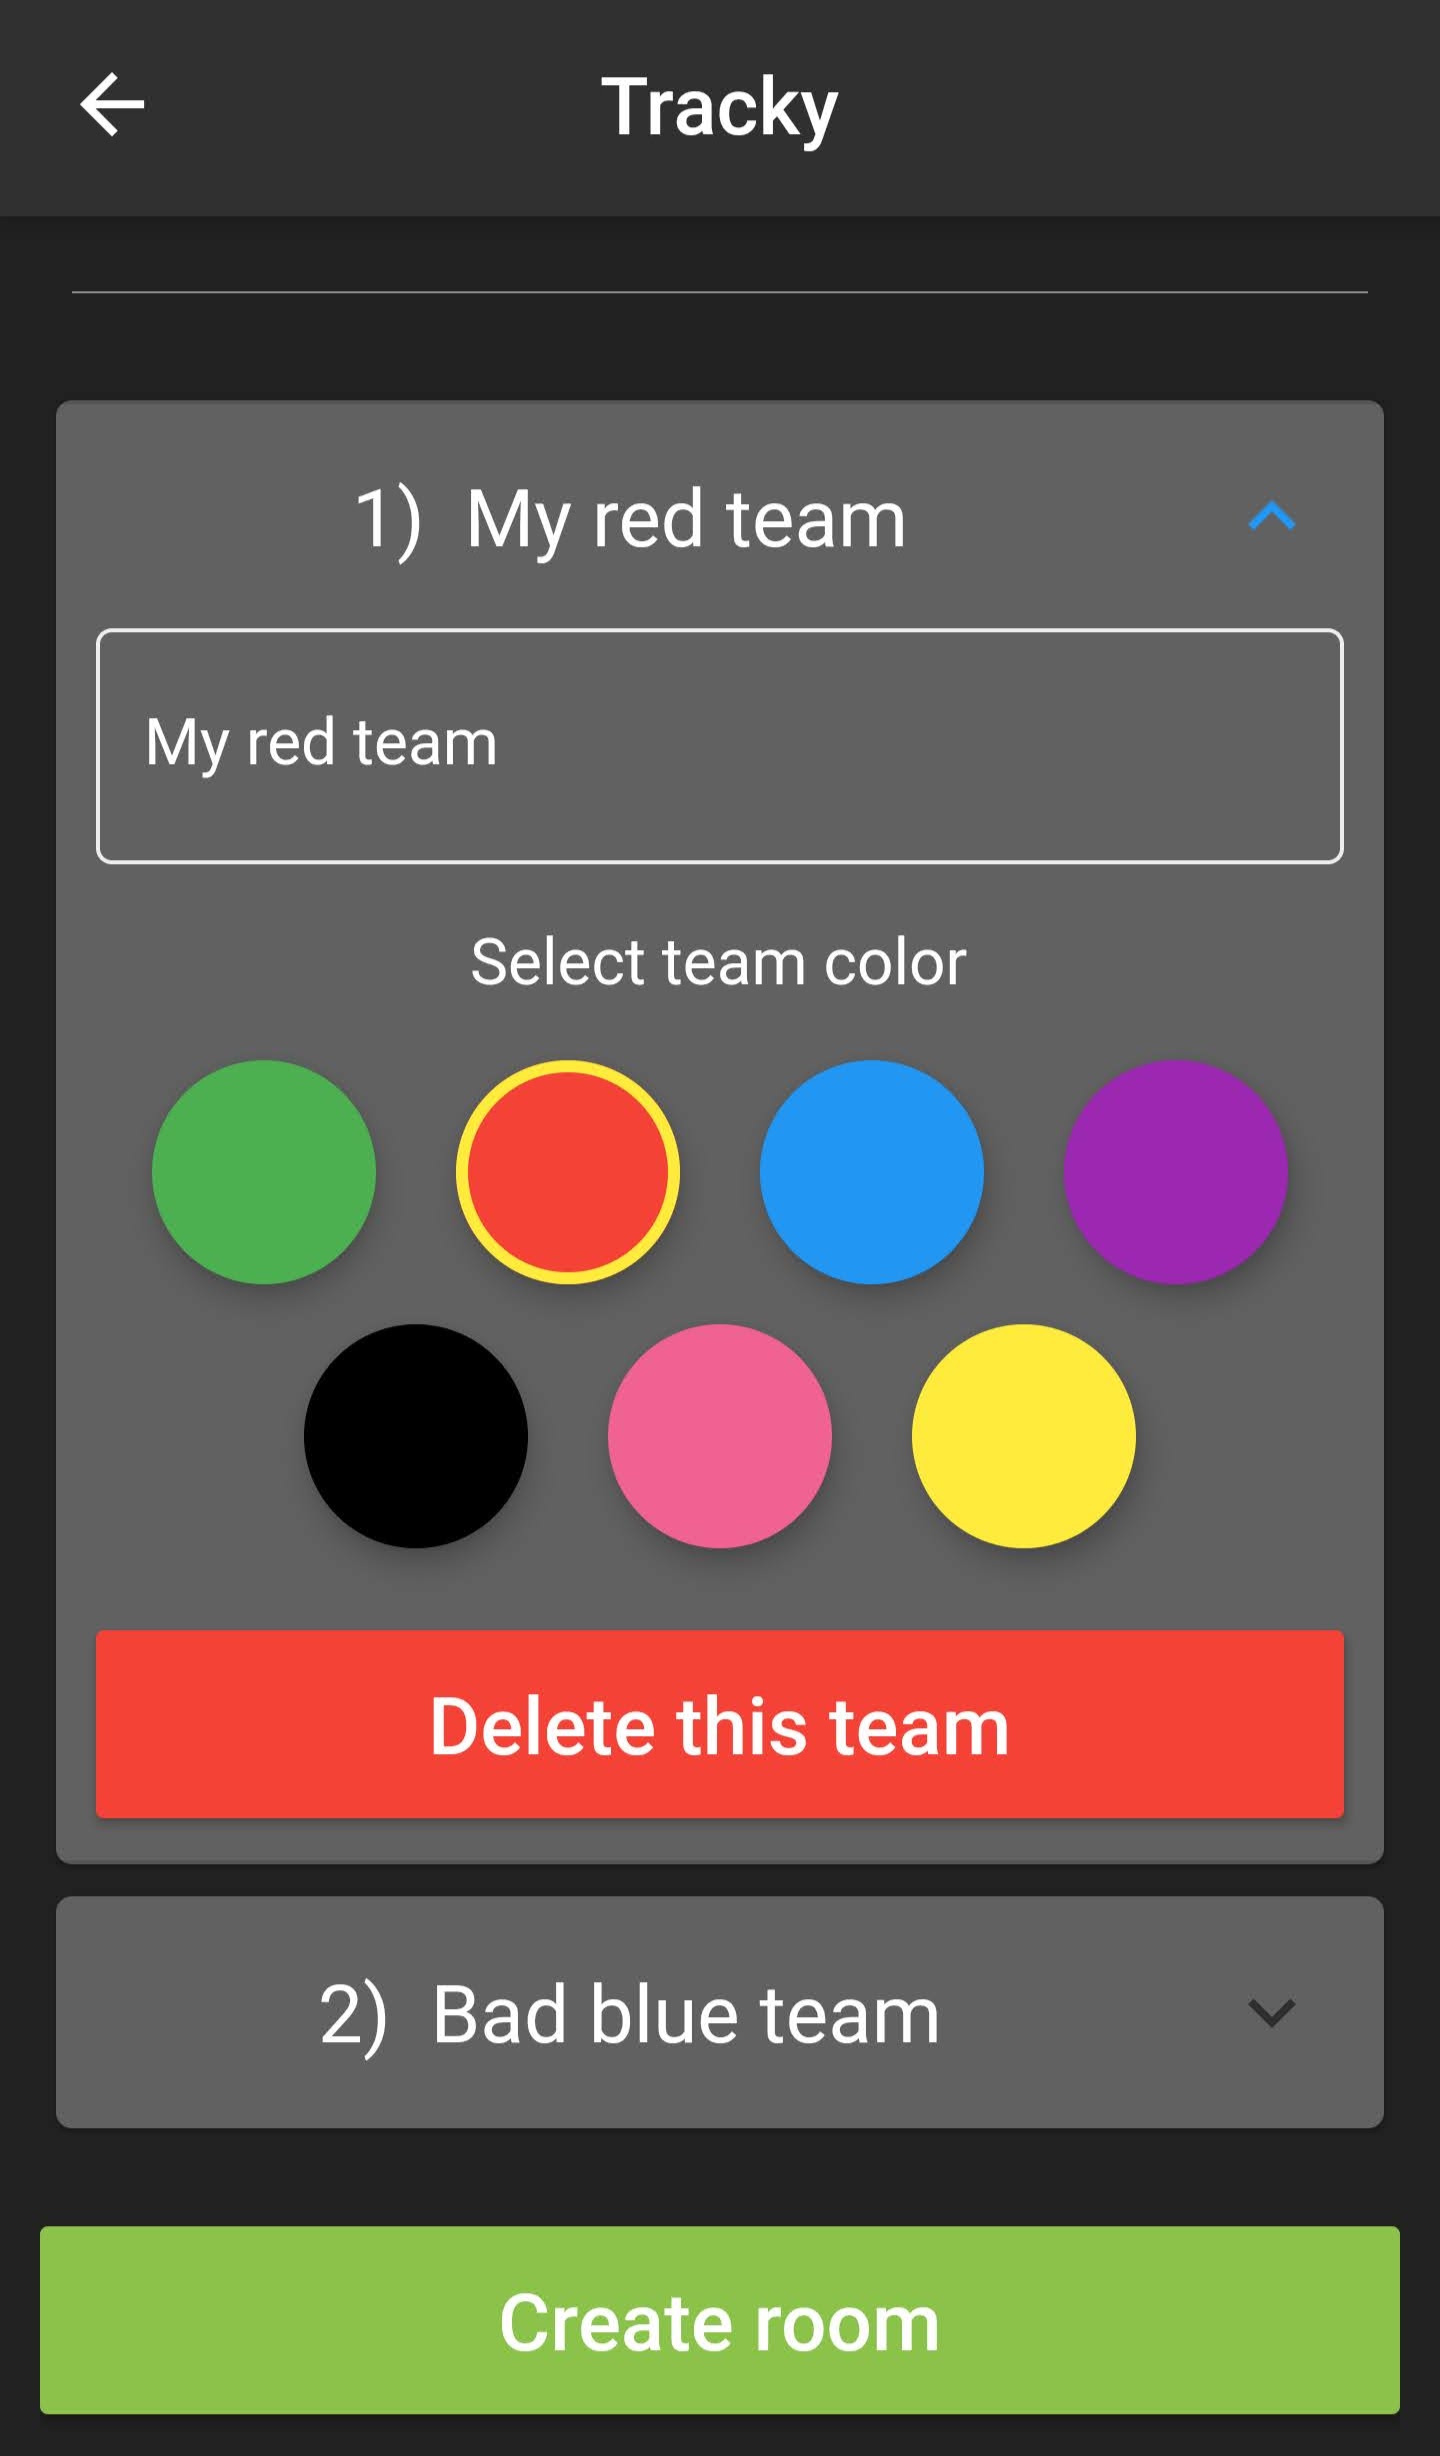 Tracky
1) My red team
My red team
Select team color
Delete this team
2) Bad blue team
Create room